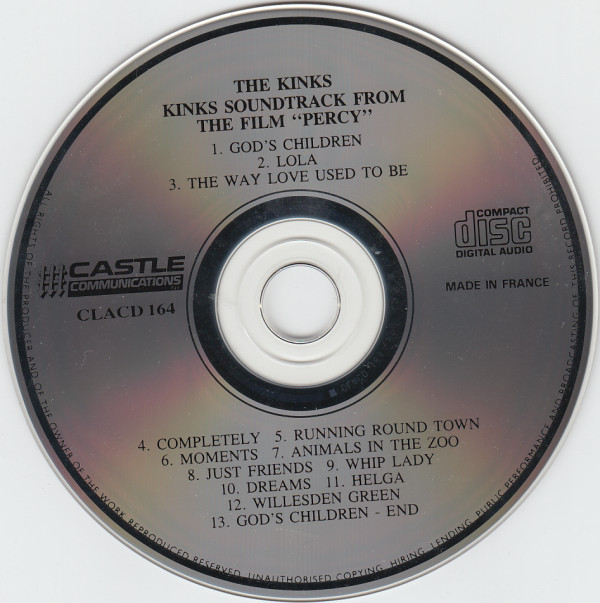 THE KINKS
KINKS SOUNDTRACK FROM
THE FILM “PERCY”
1. GOD'S CHILDREN
2. LOLA
3. THE WAY LOVE USED TO BE
CASTLE
COMMUNICATIONS
CLACD 164
COMPACT
disc
DIGITAL AUDIO
MADE IN FRANCE
4. COMPLETELY 5. RUNNING ROUND TOWN
6. MOMENTS 7. ANIMALS IN THE ZOO
8. JUST FRIENDS 9. WHIP LADY
10. DREAMS 11. HELGA
12. WILLESDEN GREEN
13. GOD'S CHILDREN - END
ALL RIGHTS OF THE PRODUCER AND OF THE OWNER OF THE WORK REPRODUCED RESERVED. UNAUTHORISED COPYING, HIRING, LENDING, PUBLIC PERFORMANCE AND BROADCASTING OF THIS RECORD PROHIBITED.